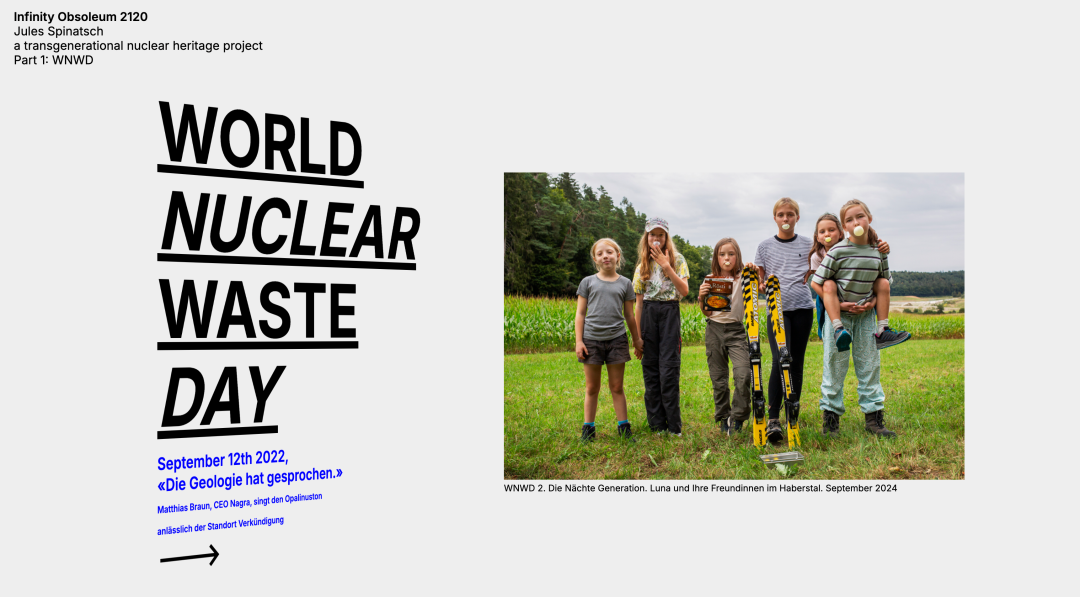 Infinity Obsoleum 2120
Jules Spinatsch
a transgenerational nuclear heritage project
Part 1: WNWD
WORLD
NUCLEAR
WASTE
DAY
September 12th 2022,
«Die Geologie hat gesprochen.»
Matthias Braun, CEO Nagra, singt den Opalinuston
anlässlich der Standort Verkündigung
WNWD 2. Die Nächte Generation. Luna und Ihre Freundinnen im Haberstal. September 2024